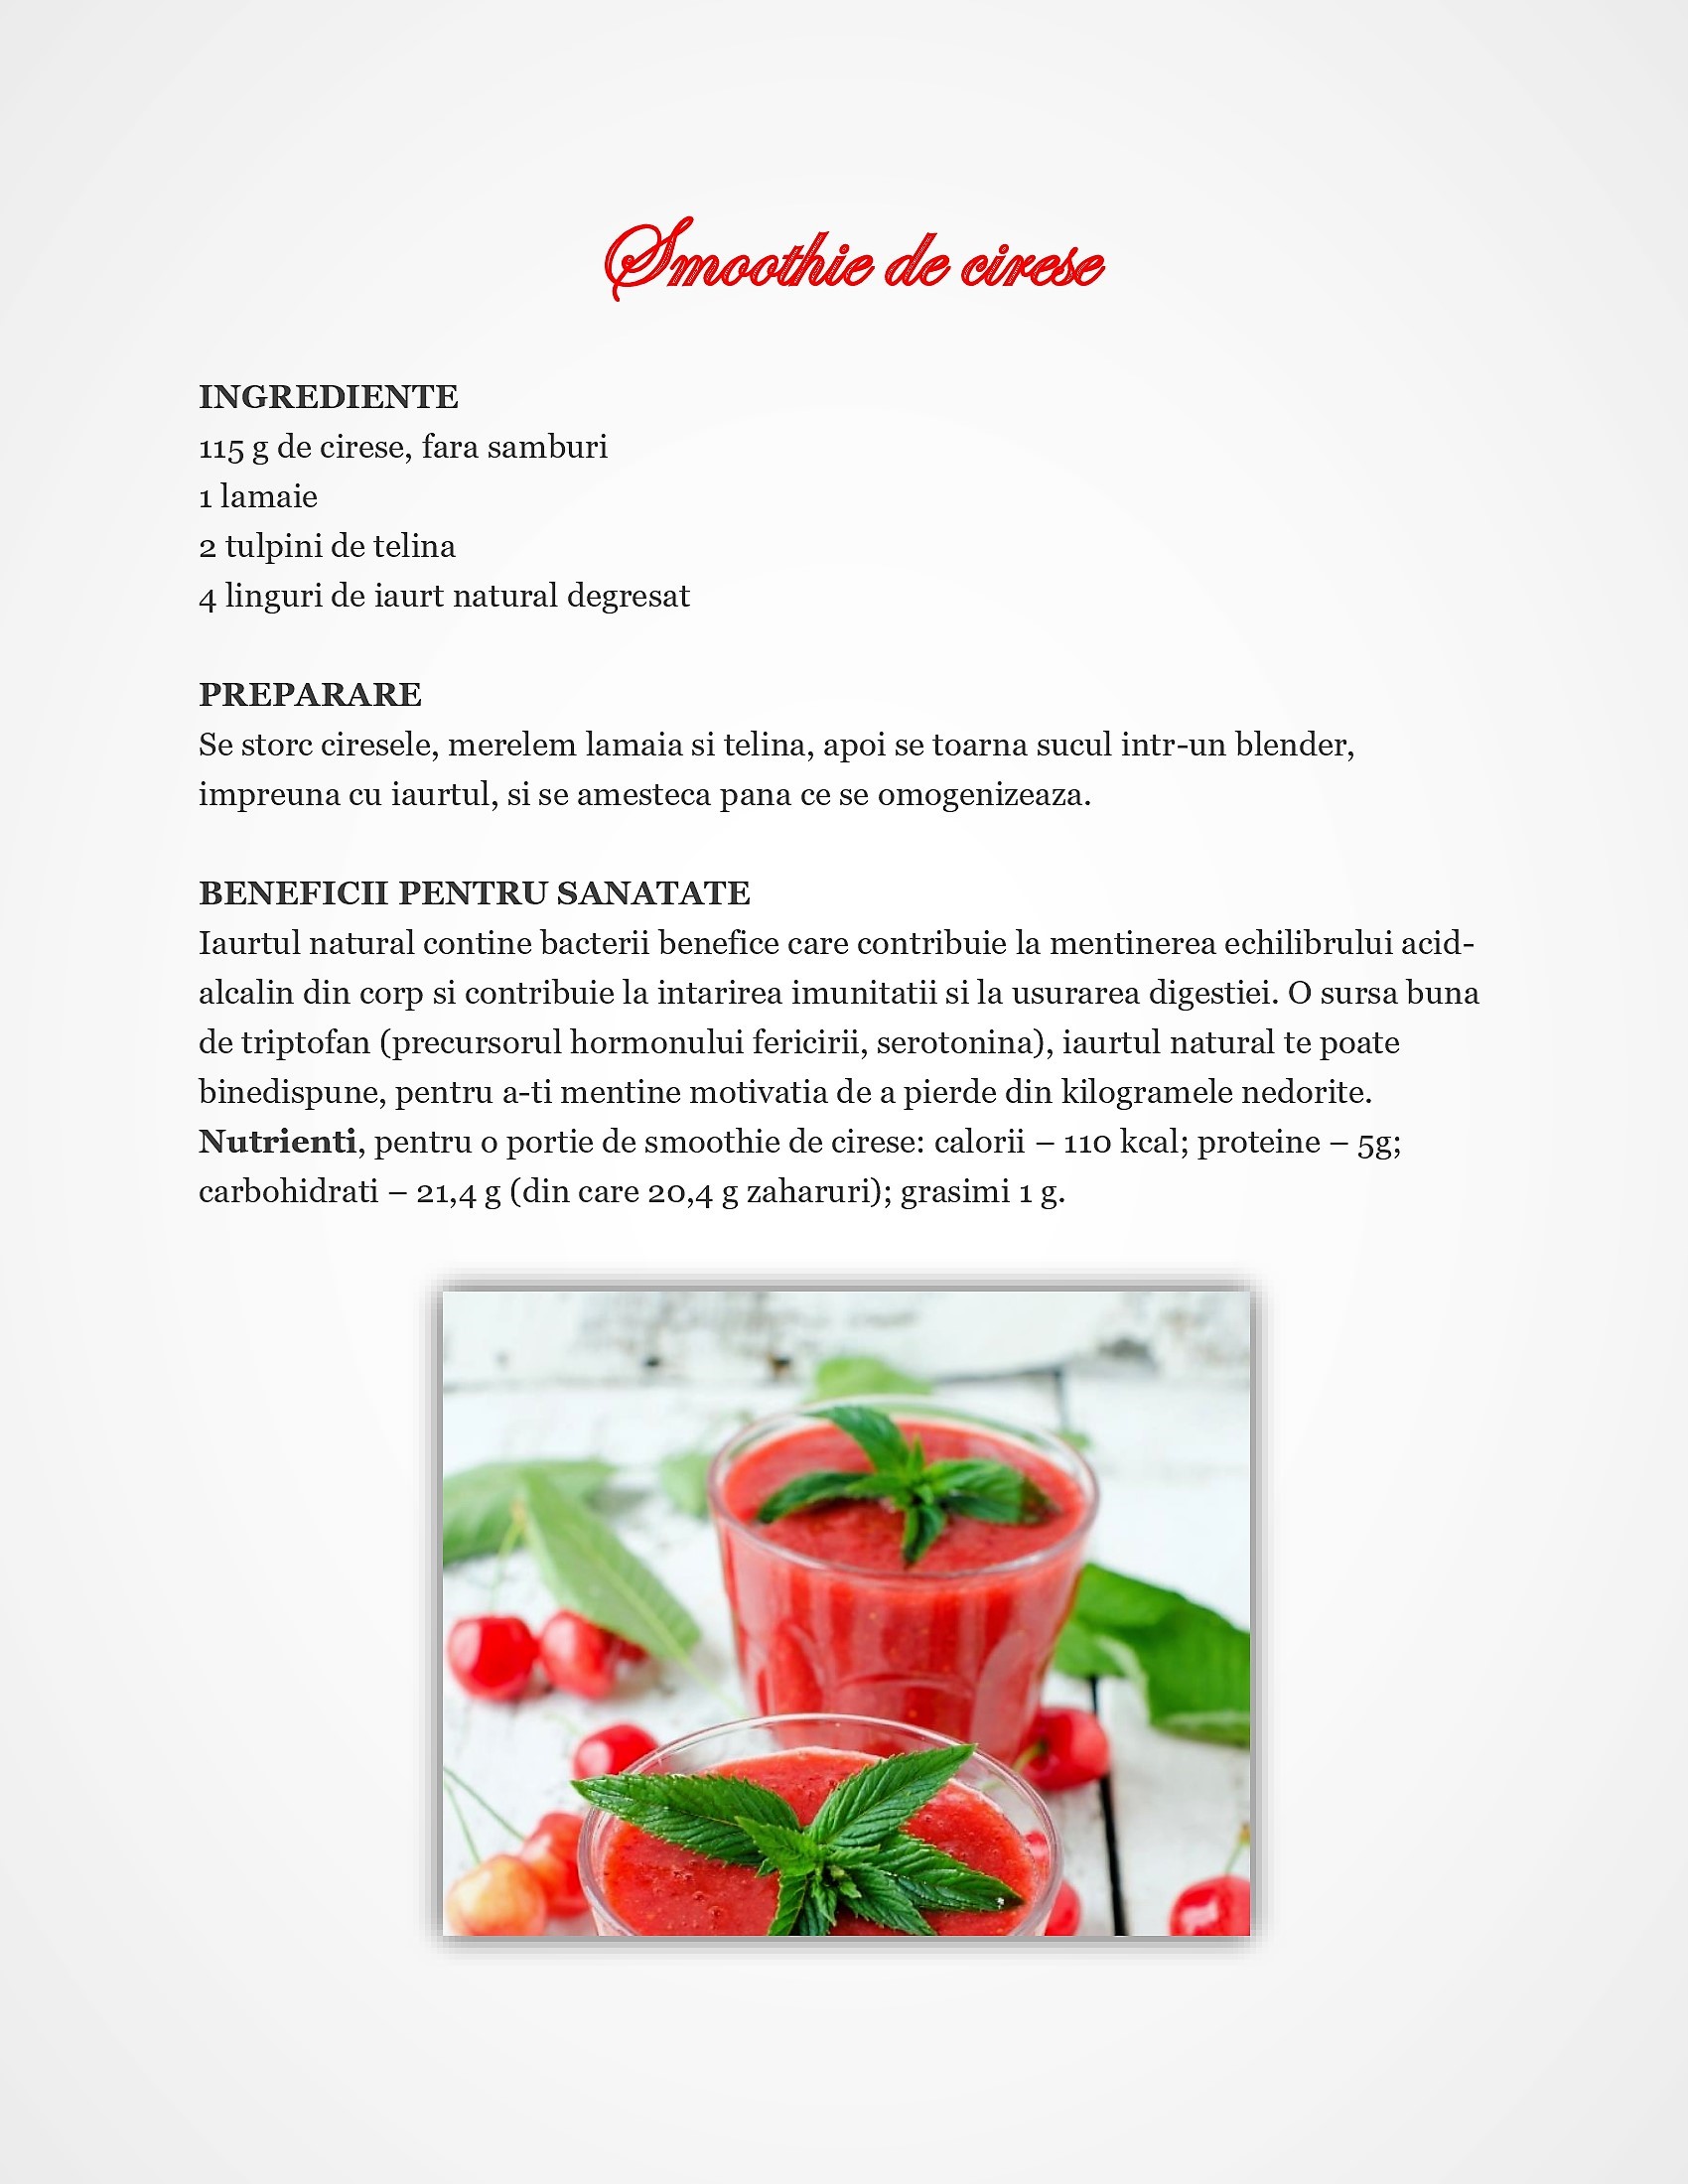 Smoothie de cirese
INGREDIENTE
115 g de cirese, fara samburi
1 lamaie
2 tulpini de telina
4 linguri de iaurt natural degresat
PREPARARE
Se storc ciresele, merelem lamaia si telina, apoi se toarna sucul intr-un blender,
impreuna cu iaurtul, si se amesteca pana ce se omogenizeaza.
BENEFICII PENTRU SANATATE
Iaurtul natural contine bacterii benefice care contribuie la mentinerea echilibrului acid-
alcalin din corp si contribuie la intarirea imunitatii si la usurarea digestiei. O sursa buna
de triptofan (precursorul hormonului fericirii, serotonina), iaurtul natural te poate
binedispune, pentru a-ti mentine motivatia de a pierde din kilogramele nedorite.
Nutrienti, pentru o portie de smoothie de cirese: calorii – 110 kcal; proteine – 5g;
carbohidrati – 21,4 g (din care 20,4 g zaharuri); grasimi 1 g.